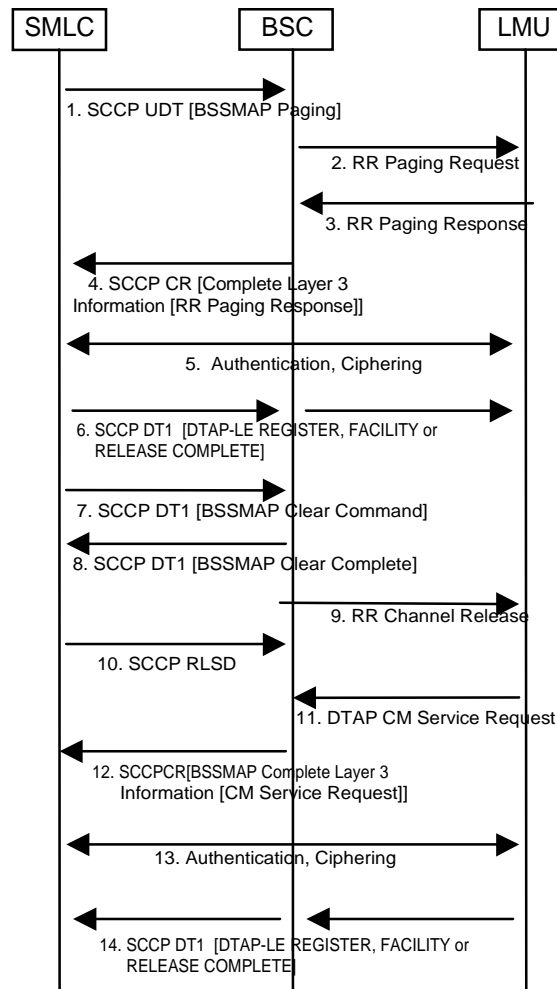 SMLC
BSC
LMU
1. SCCP UDT [BSSMAP Paging]
2. RR Paging Request
3. RR Paging Response
4. SCCP CR [Complete Layer 3
Information [RR Paging Response]]
5. Authentication, Ciphering
6. SCCP DT1 [DTAP-LE REGISTER, FACILITY or
RELEASE COMPLETE]
7. SCCP DT1 [BSSMAP Clear Command]
8. SCCP DT1 [BSSMAP Clear Complete]
9. RR Channel Release
10. SCCP RLSD
11. DTAP CM Service Request
12. SCCPCR[BSSMAP Complete Layer 3
Information [CM Service Request]]
13. Authentication, Ciphering
14. SCCP DT1 [DTAP-LE REGISTER, FACILITY or
RELEASE COMPLETE]